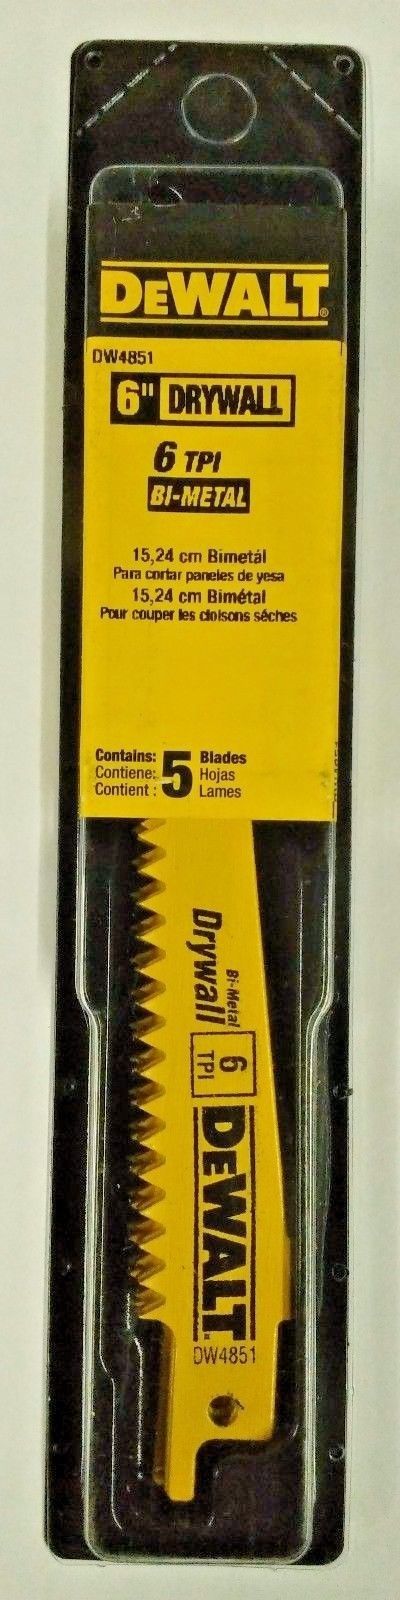 DEWALT®
DW4851
6" DRYWALL
6 TPI
BI-METAL
15,24 cm Bimetál
Para cortar paneles de yesa
15,24 cm Bimétal
Pour couper les cloisons séches
Contains: 5 Blades
Contiene: Hojas
Contient : Lames
Bi-Metal
Drywall
6
TPI
DEWALT
DW4851